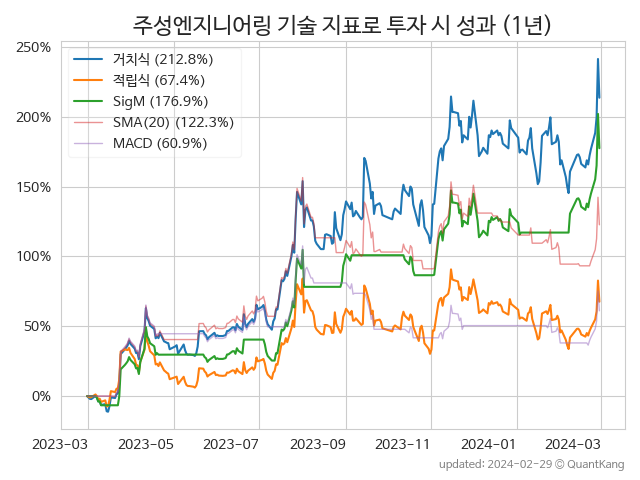 주성엔지니어링 기술 지표로 투자 시 성과 (1년)
250%
200%
150%
100%
50%
0%
거치식 (212.8%)
적립식 (67.4%)
SigM (176.9%)
SMA(20) (122.3%)
MACD (60.9%)
2023-03 2023-05 2023-07 2023-09 2023-11 2024-01 2024-03
updated: 2024-02-29 © QuantKang